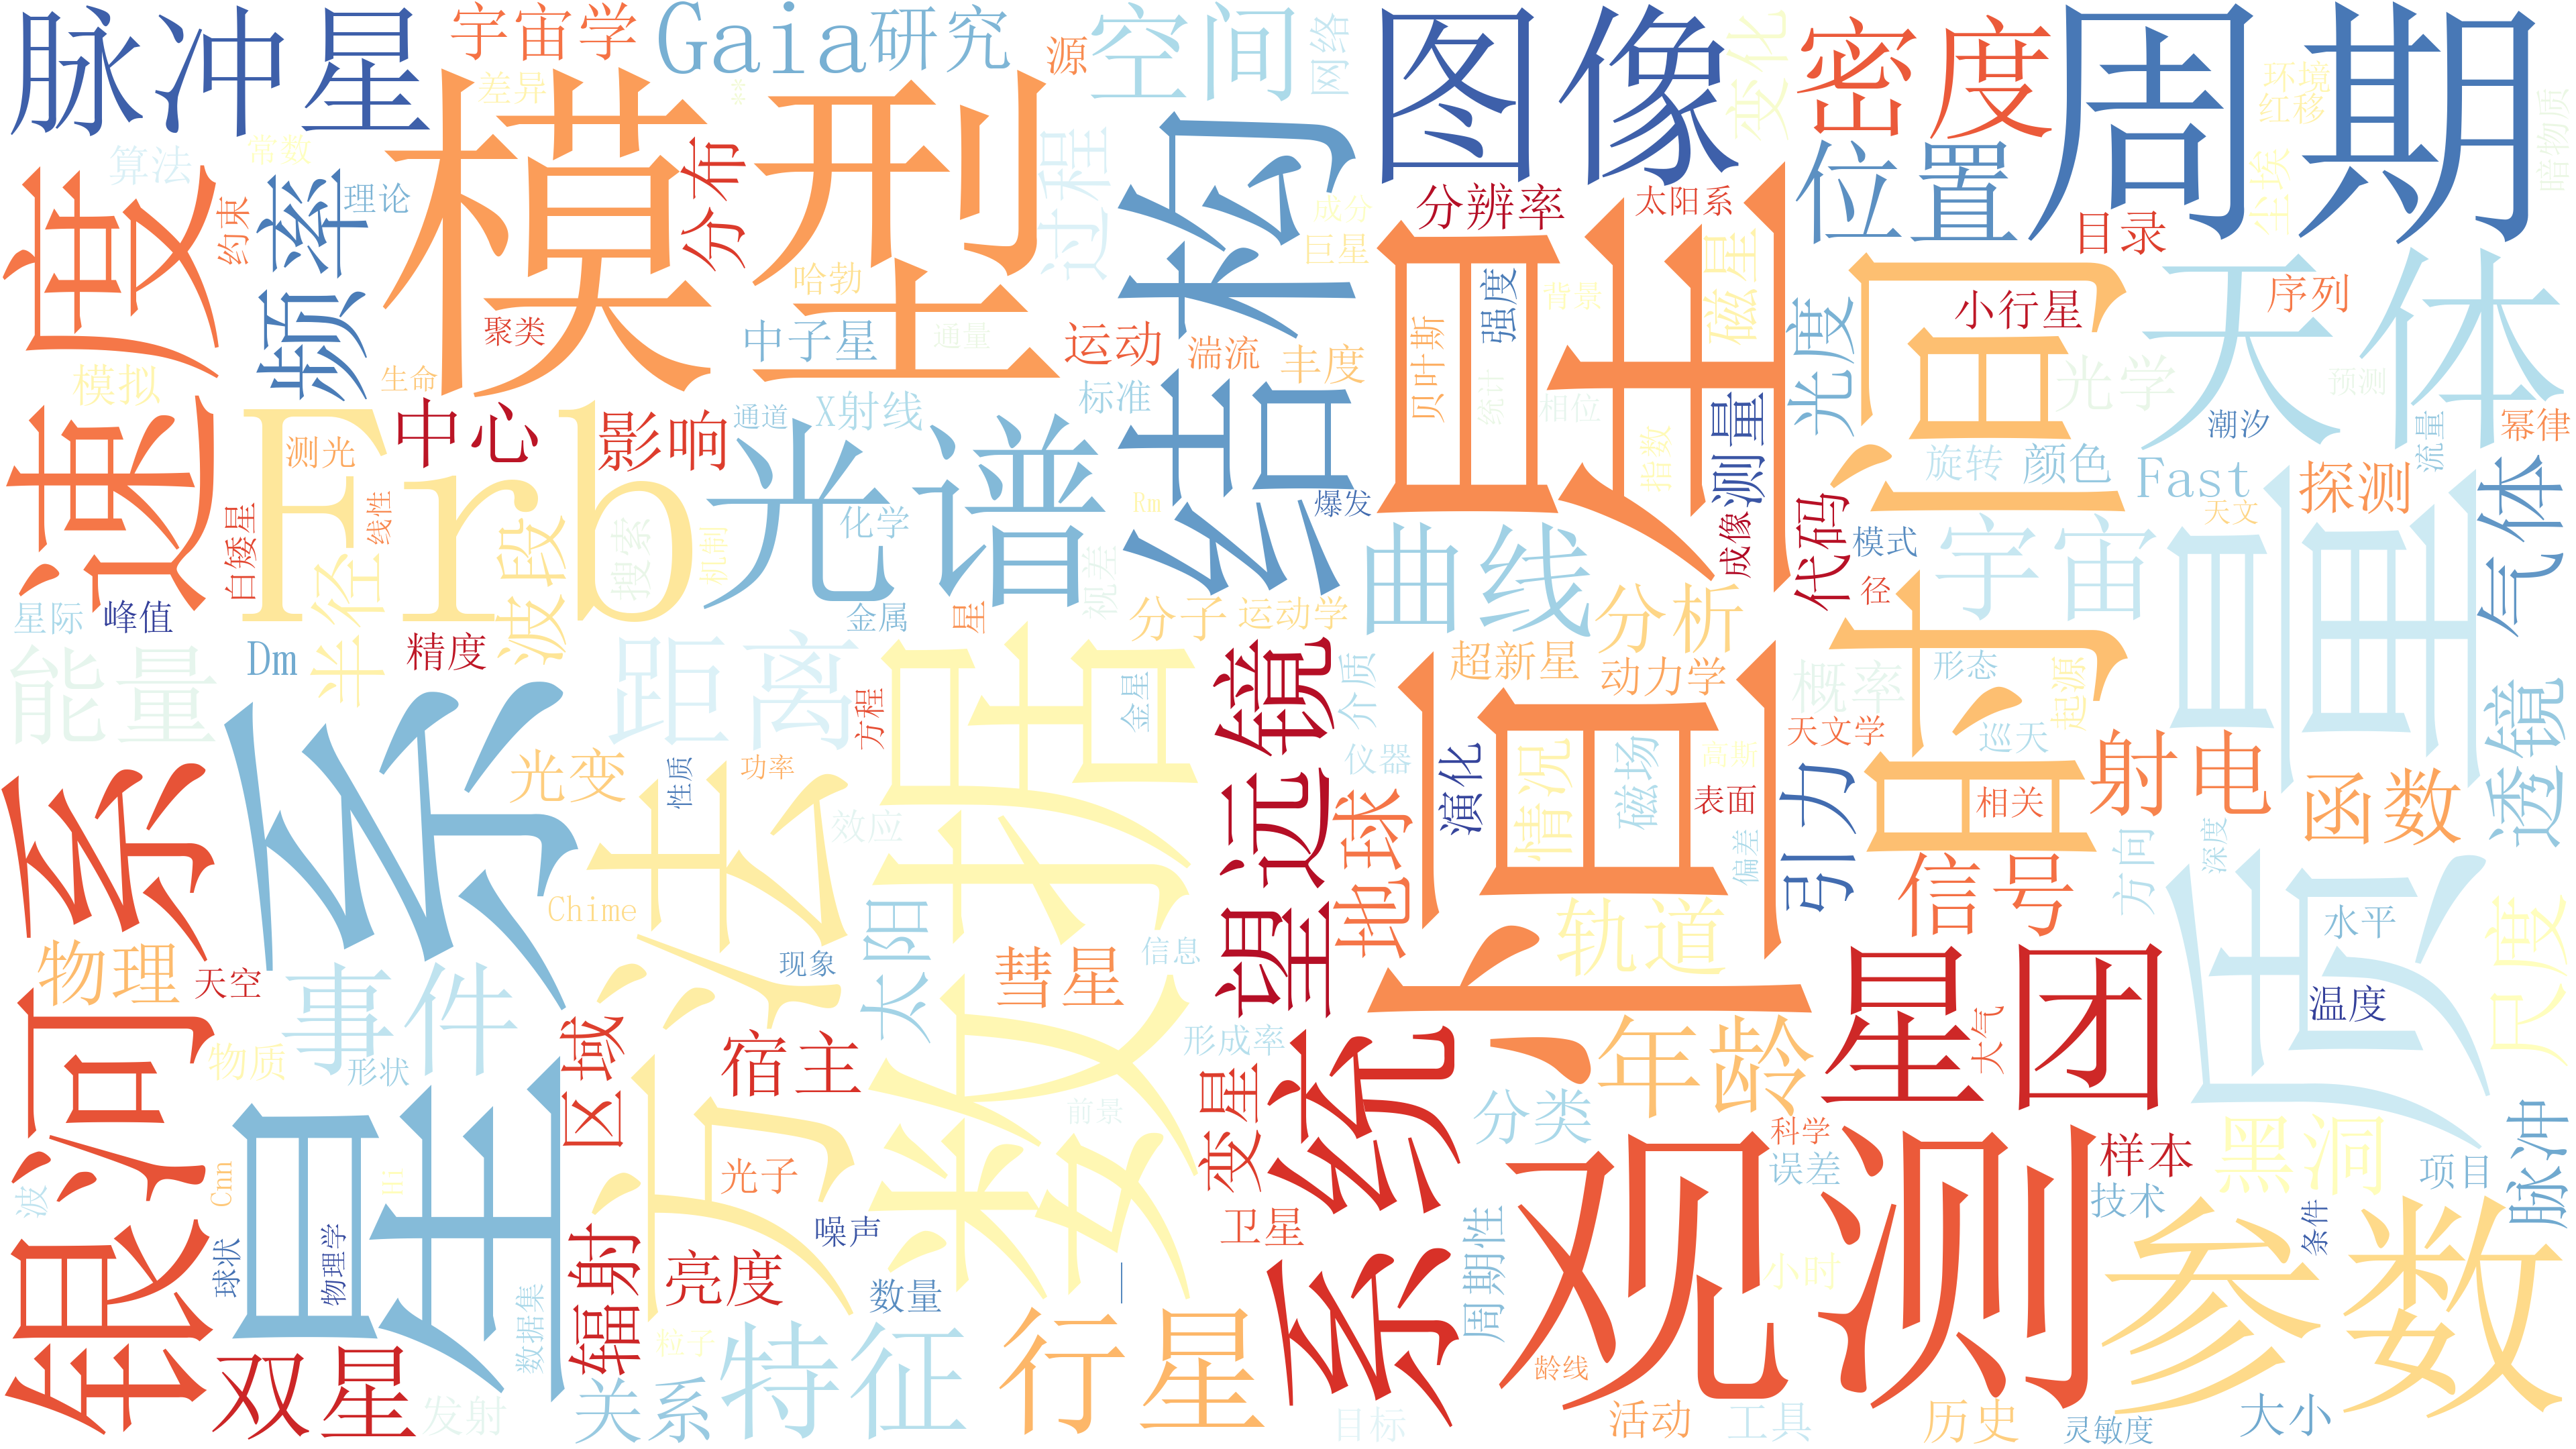 脉冲星
宇宙学
Gaia研究
源
空间
网络
图像
变化
密度
周期
环境
红移
暗物质
差异
**
模型
算法
常数
频率
理论
分布
过程
结构
分辨率
太阳系
位置
目录
尘埃
速度
约束
哈勃
成分
巨星
恒星
磁星
时间
天体
序列
小行星
聚类
中子星
通量
运动
湍流
丰度
贝叶斯
强度
背景
光度
光学
预测
模拟
生命
Frb
中心
影响
通道
X射线
标准
统计
相位
测量
旋转
颜色
潮汐
流量
幂律
测光
光谱
指数
Fast
探测
气体
白矮星
线性
波段
搜索
机制
化学
Rm
爆发
曲线
成像
代码
模式
天文
宇宙
质量
星际
峰值
半径
金属
星
视差
分子
运动学
分析
径
能量
Dm
精度
距离
方程
数据
金星
望远镜
介质
超新星
动力学
概率
形态
起源
透镜
星系
光变
性质
功率
方法
效应
仪器
地球
演化
空间
情况
磁场
高斯
偏差
天文学
表面
引力
巡天
相关
射电
函数
银河系
物理
天空
事件
Chime
现象
太阳
彗星
信息
轨道
信号
方向
深度
水平
温度
尺度
物质
形状
区域
宿主
前景
形成率
变星
系统
年龄
星团
大气
分类
科学
误差
观测
样本
技术
黑洞
项目
脉冲
波
Cnn
Hi
光子
球状
物理学
噪声
卫星
周期性
小时
条件
参数
辐射
亮度
数量
_
数据集
粒子
双星
发射
关系
特征
行星
龄线
目标
活动
工具
历史
灵敏度
大小